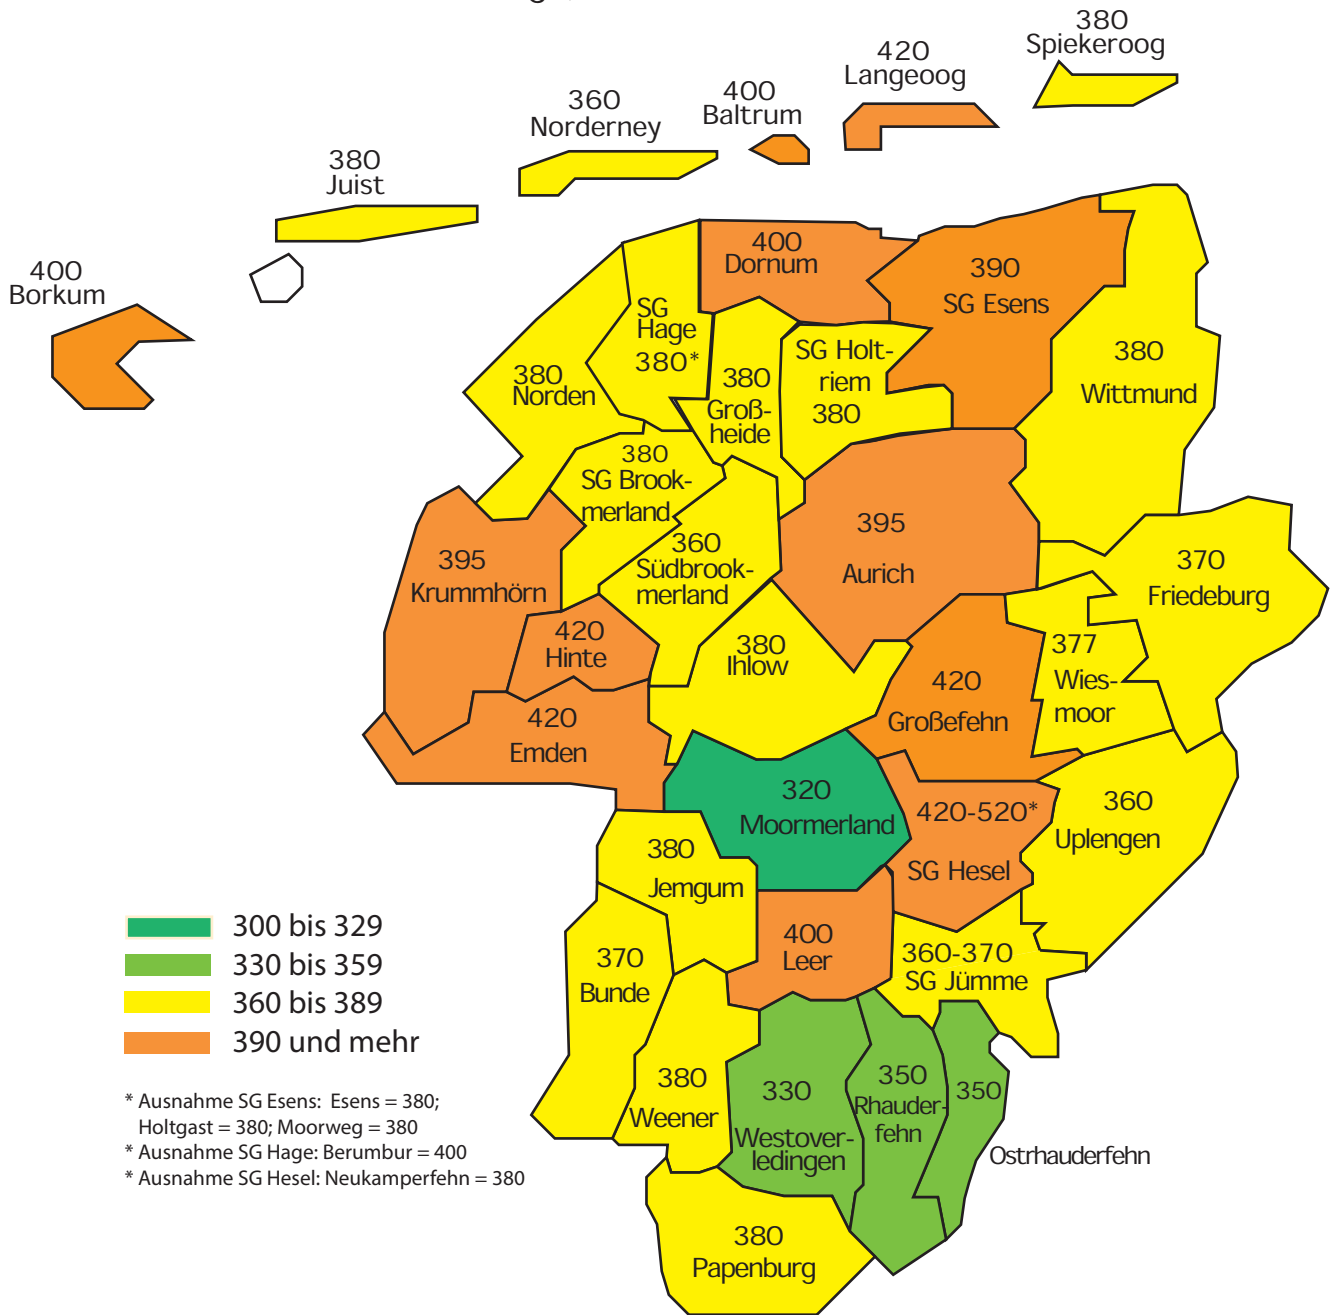 380
Spiekeroog
420
Langeoog
400
Baltrum
360
Norderney
380
Juist
400
Borkum
400
Dornum
390
SG Esens
SG
Hage
380*
380
Norden
380
Groß-
heide
SG Holt-
riem
380
380
Wittmund
380
SG Brook-
merland
395
Krummhörn
360
Südbrook-
merland
395
Aurich
370
Friedeburg
420
Hinte
380
Ihlow
377
Wies-
moor
420
Großefehn
420
Emden
320
Moormerland
420-520*
SG Hesel
360
Uplengen
380
Jemgum
400
Leer
360-370
SG Jümme
370
Bunde
380
Weener
330
Westover-
ledingen
350
Rhauder-
fehn
350
Ostrhauderfehn
380
Papenburg
300 bis 329
330 bis 359
360 bis 389
390 und mehr
* Ausnahme SG Esens: Esens = 380;
Holtgast = 380; Moorweg = 380
* Ausnahme SG Hage: Berumbur = 400
* Ausnahme SG Hesel: Neukamperfehn = 380